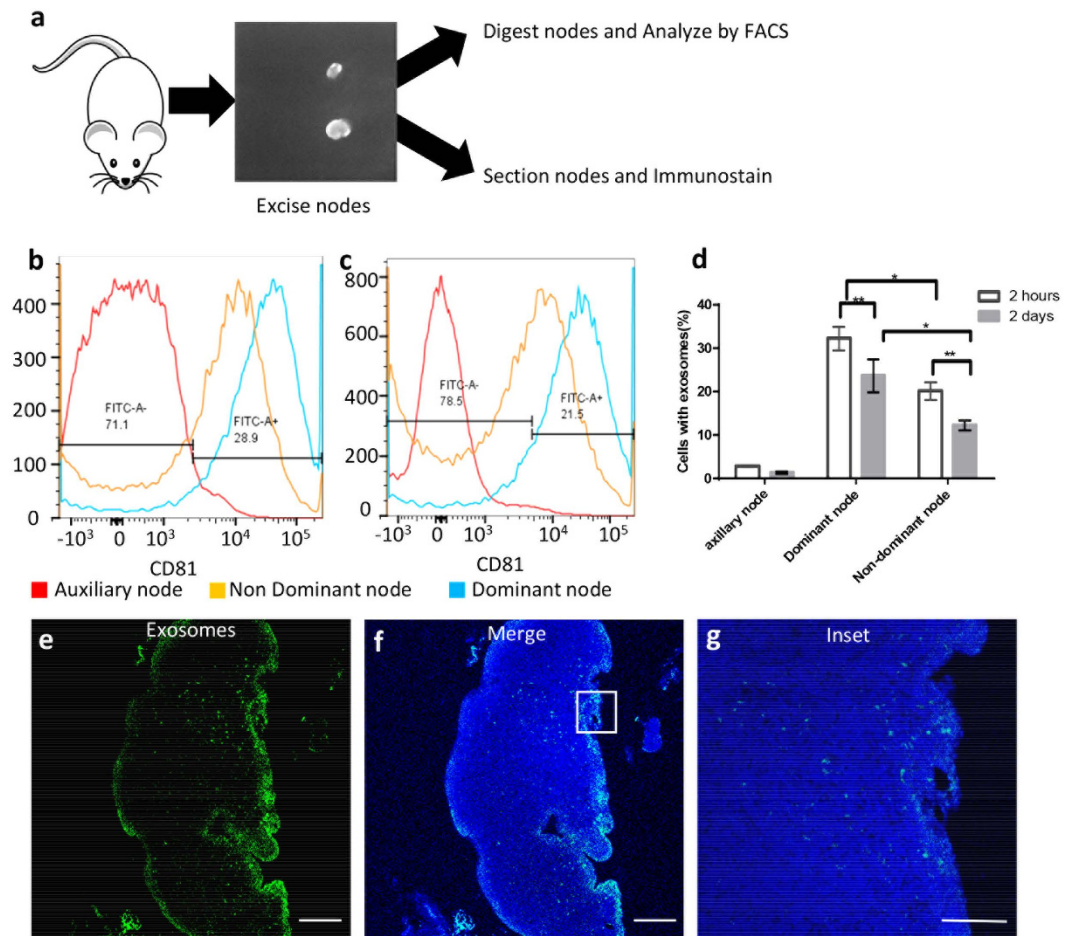 a
Digest nodes and Analyze by FACS
Section nodes and Immunostain
Excise nodes
b
400
300
200
100
0
FITC-A-
71.1
FITC-A+
28.9
-10³ 0 10³ 10⁴ 10⁵
CD81
c
800
600
400
200
0
FITC-A-
78.5
FITC-A+
21.5
-10³ 0 10³ 10⁴ 10⁵
CD81
Auxiliary node Non Dominant node Dominant node
d
Cells with exosomes(%)
40
30
20
10
0
*
**
*
**
2 hours
2 days
axillary node
Dominant node
Non-dominant node
e
Exosomes
f
Merge
g
Inset